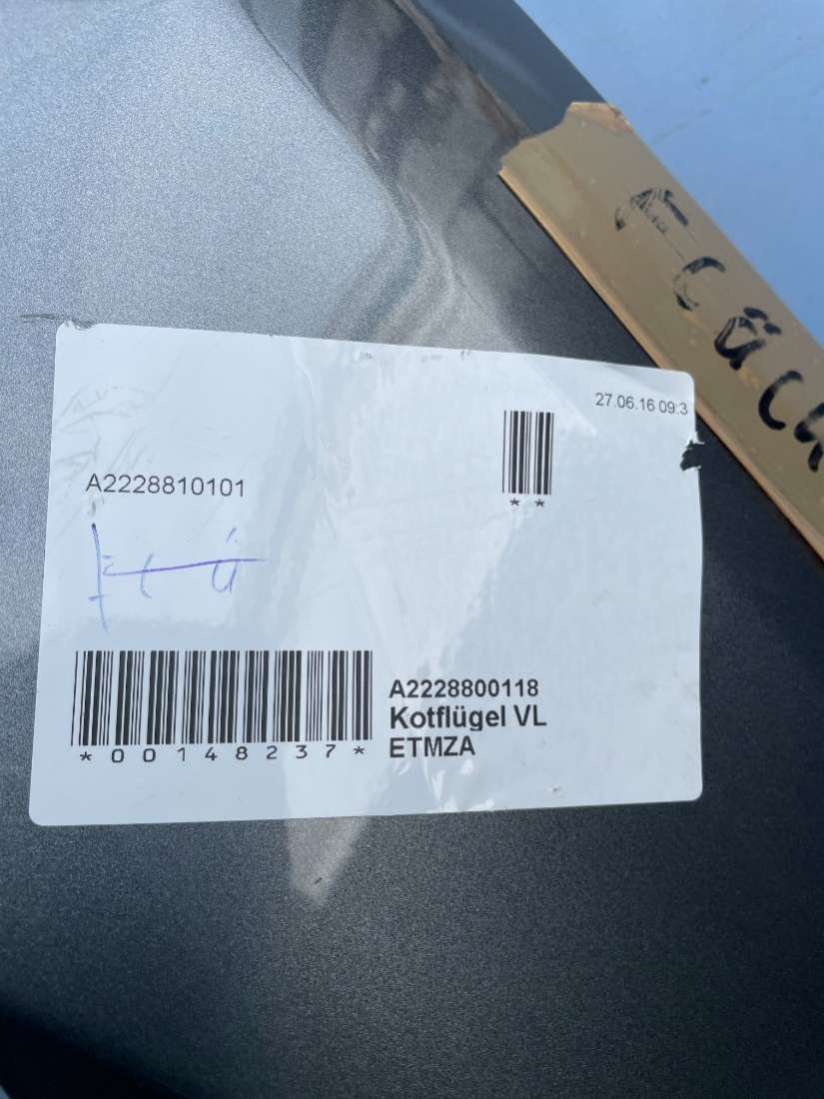 27.06.16 09:3
* *
A2228810101
*00148237*
A2228800118
Kotflügel VL
ETMZA